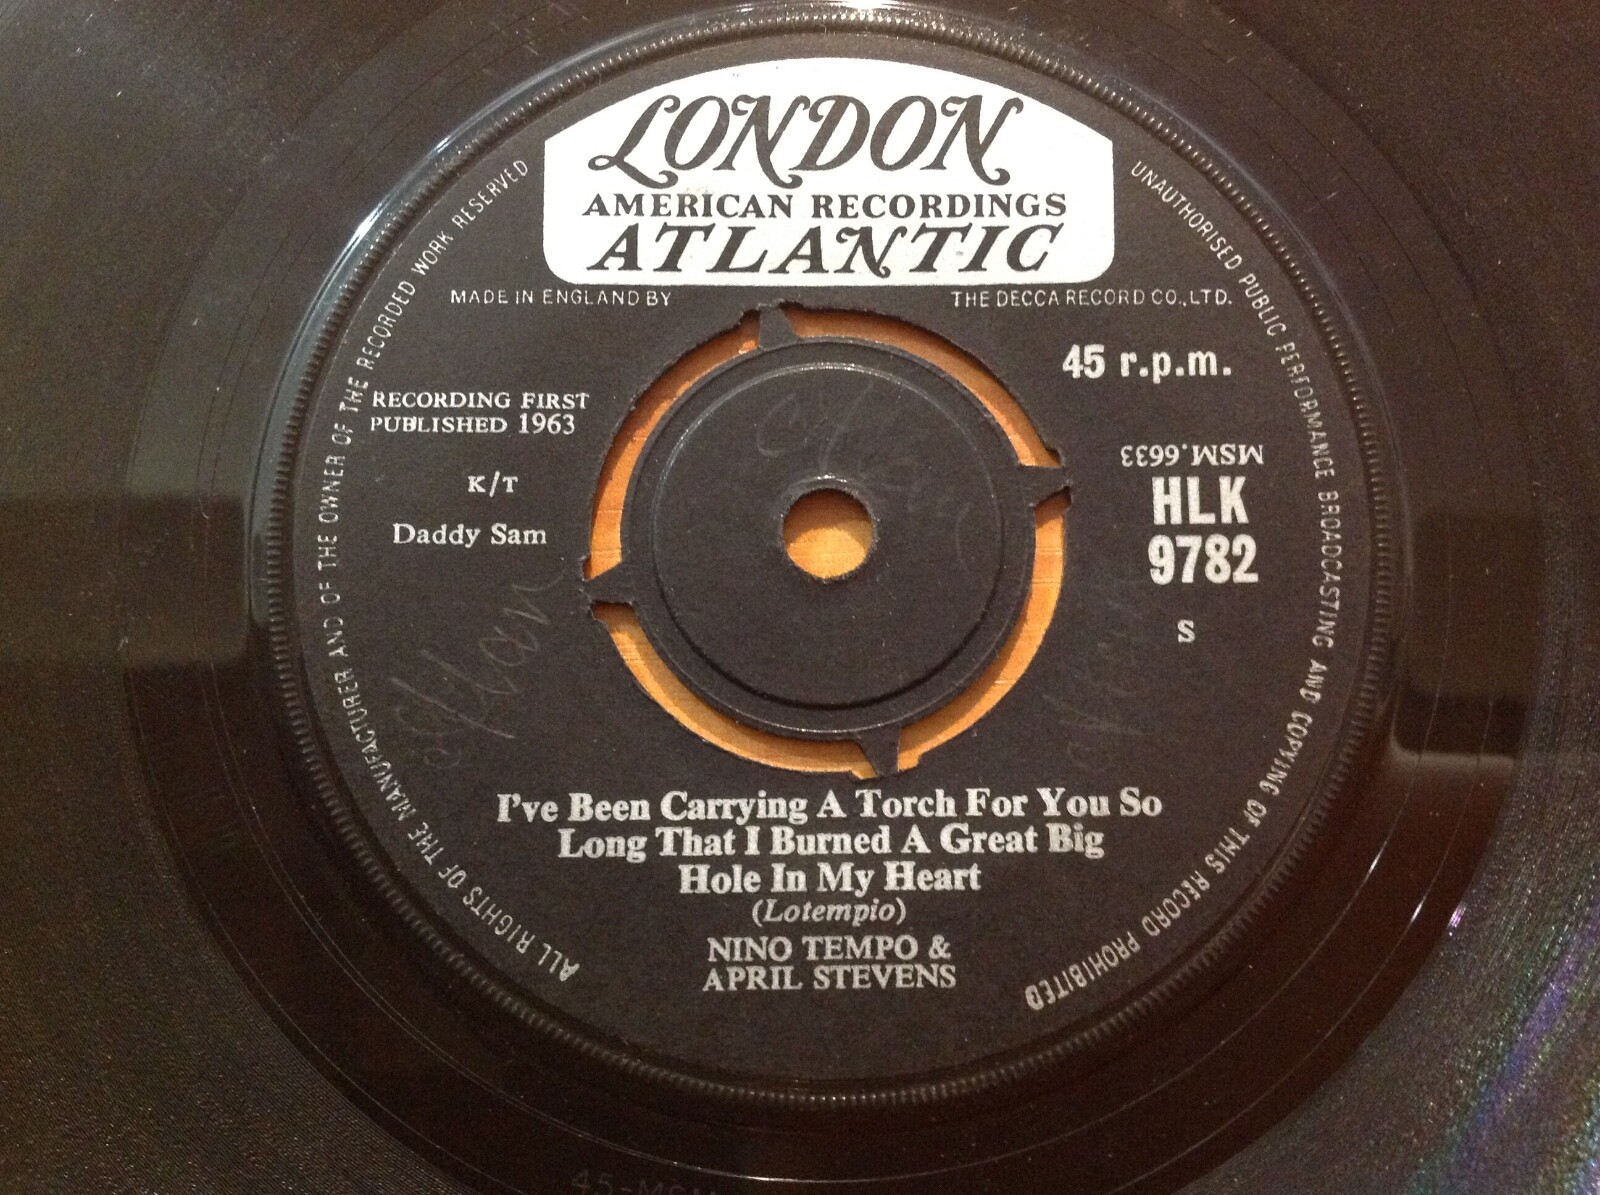 LONDON
AMERICAN RECORDINGS
ATLANTIC
MADE IN ENGLAND BY THE DECCA RECORD CO., LTD.
ALL RIGHTS OF THE MANUFACTURER AND OF THE OWNER OF THE RECORDED WORK RESERVED
UNAUTHORISED PUBLIC PERFORMANCE BROADCASTING AND COPYING OF THIS RECORD PROHIBITED
45 r.p.m.
RECORDING FIRST
PUBLISHED 1963
K/T
Daddy Sam
MSM.6633
HLK
9782
S
I've Been Carrying A Torch For You So
Long That I Burned A Great Big
Hole In My Heart
(Lotempio)
NINO TEMPO &
APRIL STEVENS